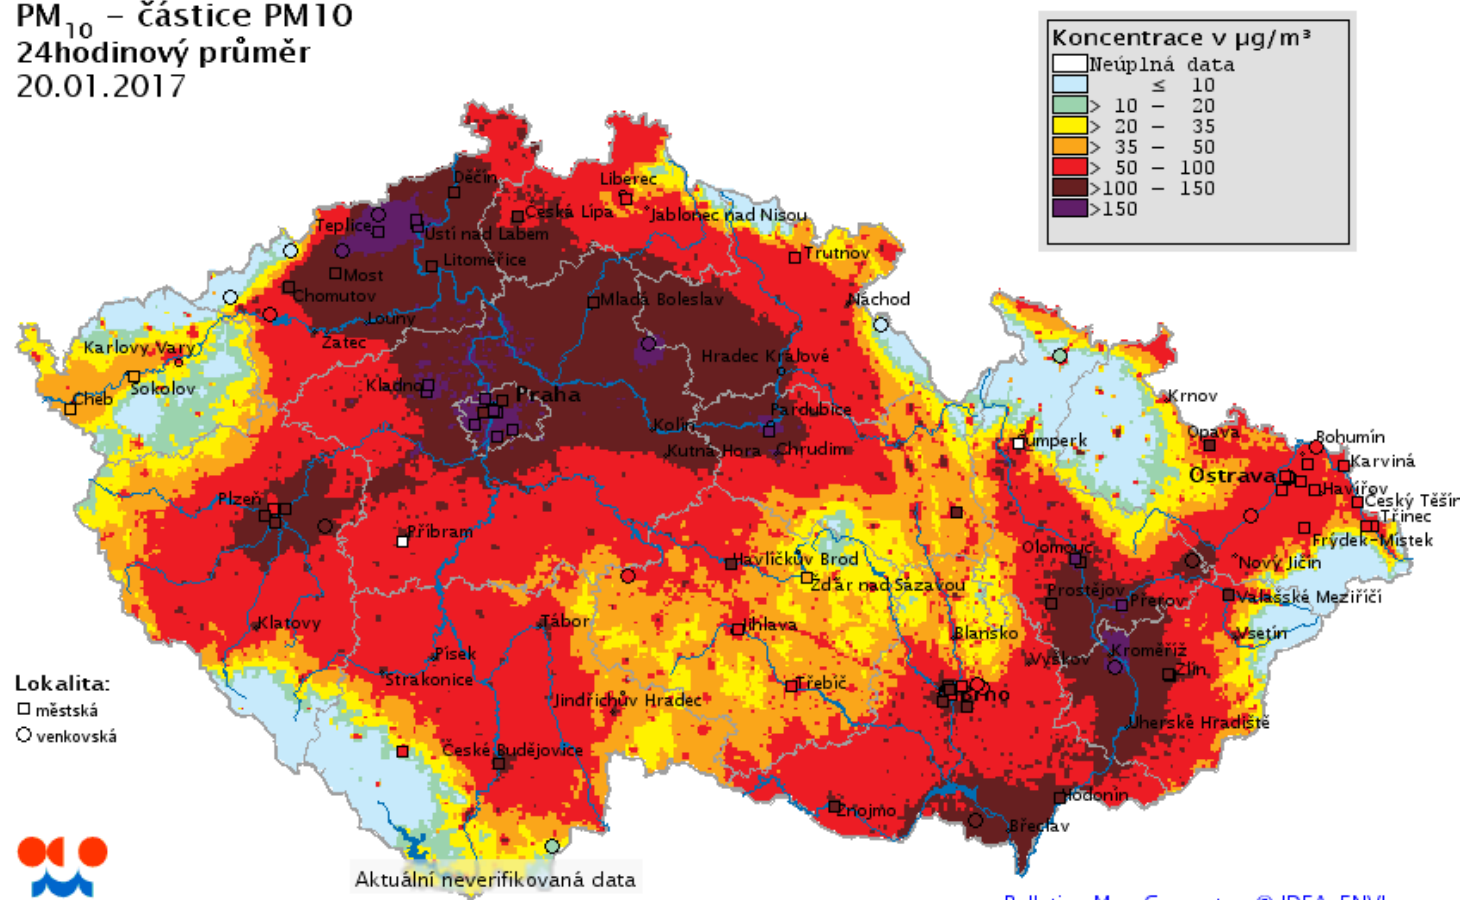 PM10 – částice PM10
24hodinový průměr
20.01.2017
Koncentrace v µg/m³
Neúplná data
≤ 10
> 10 – 20
> 20 – 35
> 35 – 50
> 50 – 100
>100 – 150
>150
Děčín
Liberec
Teplice
Česká Lípa
Jablonec nad Nisou
Ústí nad Labem
Trutnov
Litoměřice
Most
Chomutov
Mladá Boleslav
Náchod
Louny
Žatec
Karlovy Vary
Hradec Králové
Sokolov
Kladno
Praha
Cheb
Krnov
Pardubice
Kolín
Opava
Bohumín
Šumperk
Kutná Hora
Chrudim
Karviná
Ostrava
Havířov
Plzeň
Český Těšín
Třinec
Příbram
Frýdek-Místek
Olomouc
Havlíčkův Brod
Nový Jičín
Žďár nad Sázavou
Prostějov
Přerov
Valašské Meziříčí
Klatovy
Tábor
Jihlava
Blansko
Vsetín
Písek
Vyškov
Kroměříž
Zlín
Strakonice
Třebíč
Lokalita:
Jindřichův Hradec
Brno
městská
Uherské Hradiště
venkovská
České Budějovice
Hodonín
Znojmo
Břeclav
Aktuální neverifikovaná data